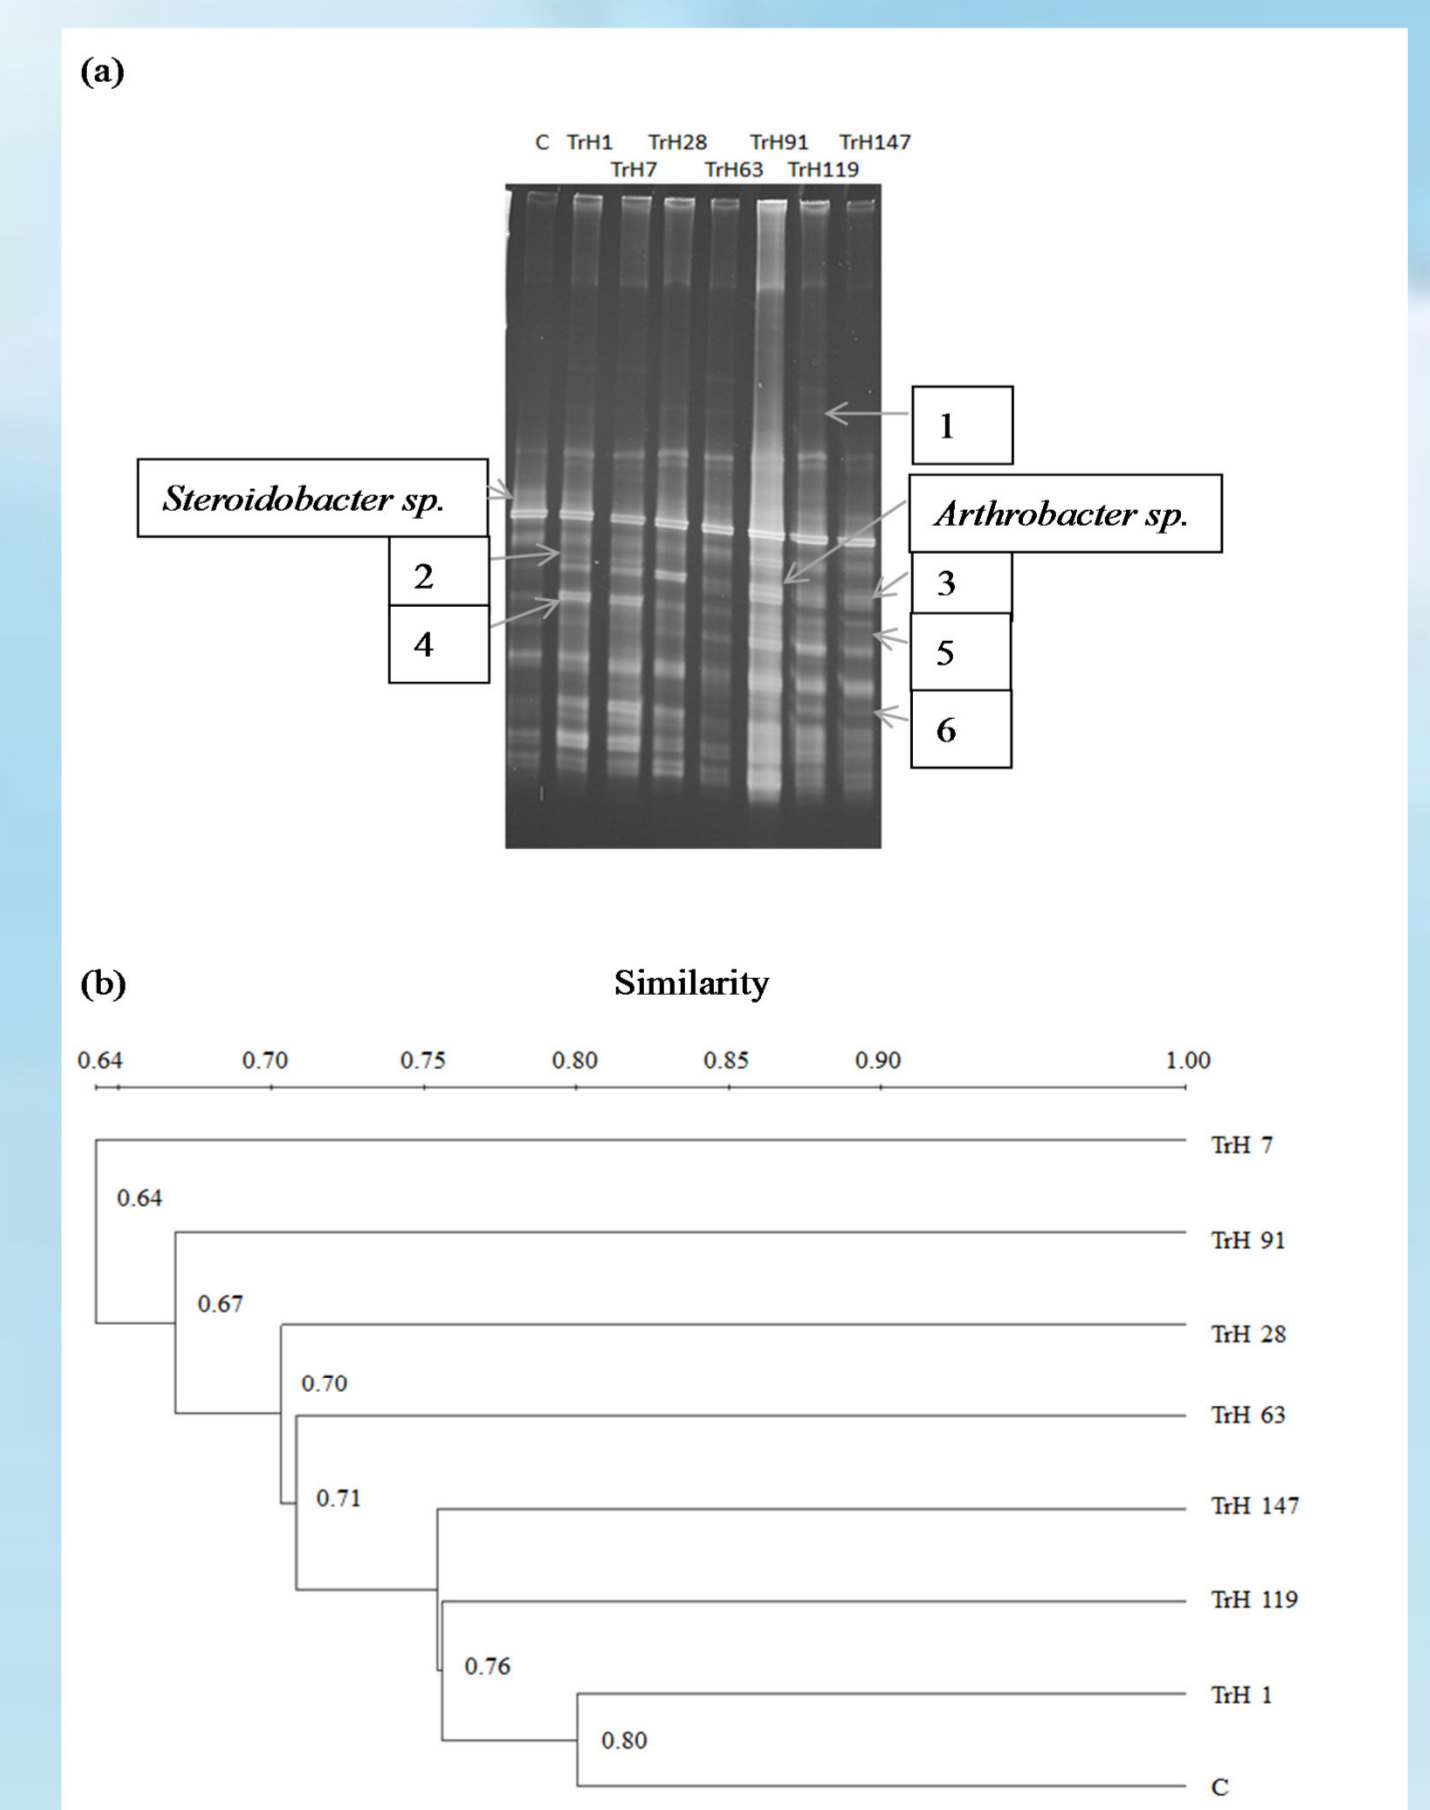 (a)
C TrH1 TrH28 TrH91 TrH147
TrH7 TrH63 TrH119
1
Steroidobacter sp.
Arthrobacter sp.
2
3
4
5
6
(b)
Similarity
0.64 0.70 0.75 0.80 0.85 0.90 1.00
TrH 7
0.64
TrH 91
0.67
TrH 28
0.70
TrH 63
0.71
TrH 147
TrH 119
0.76
TrH 1
0.80
C